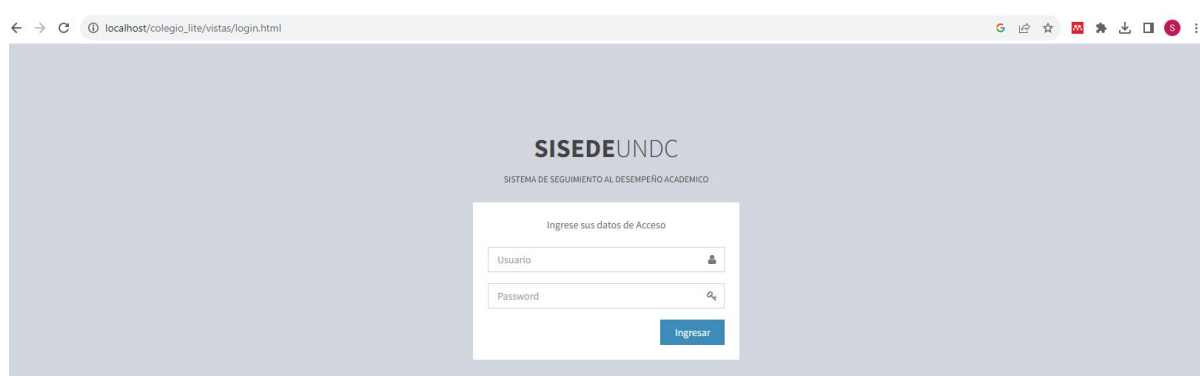 localhost/colegio_lite/vistas/login.html
S
SISEDEUNDC
SISTEMA DE SEGUIMIENTO AL DESEMPEÑO ACADEMICO
Ingrese sus datos de Acceso
Usuario
Password
Ingresar